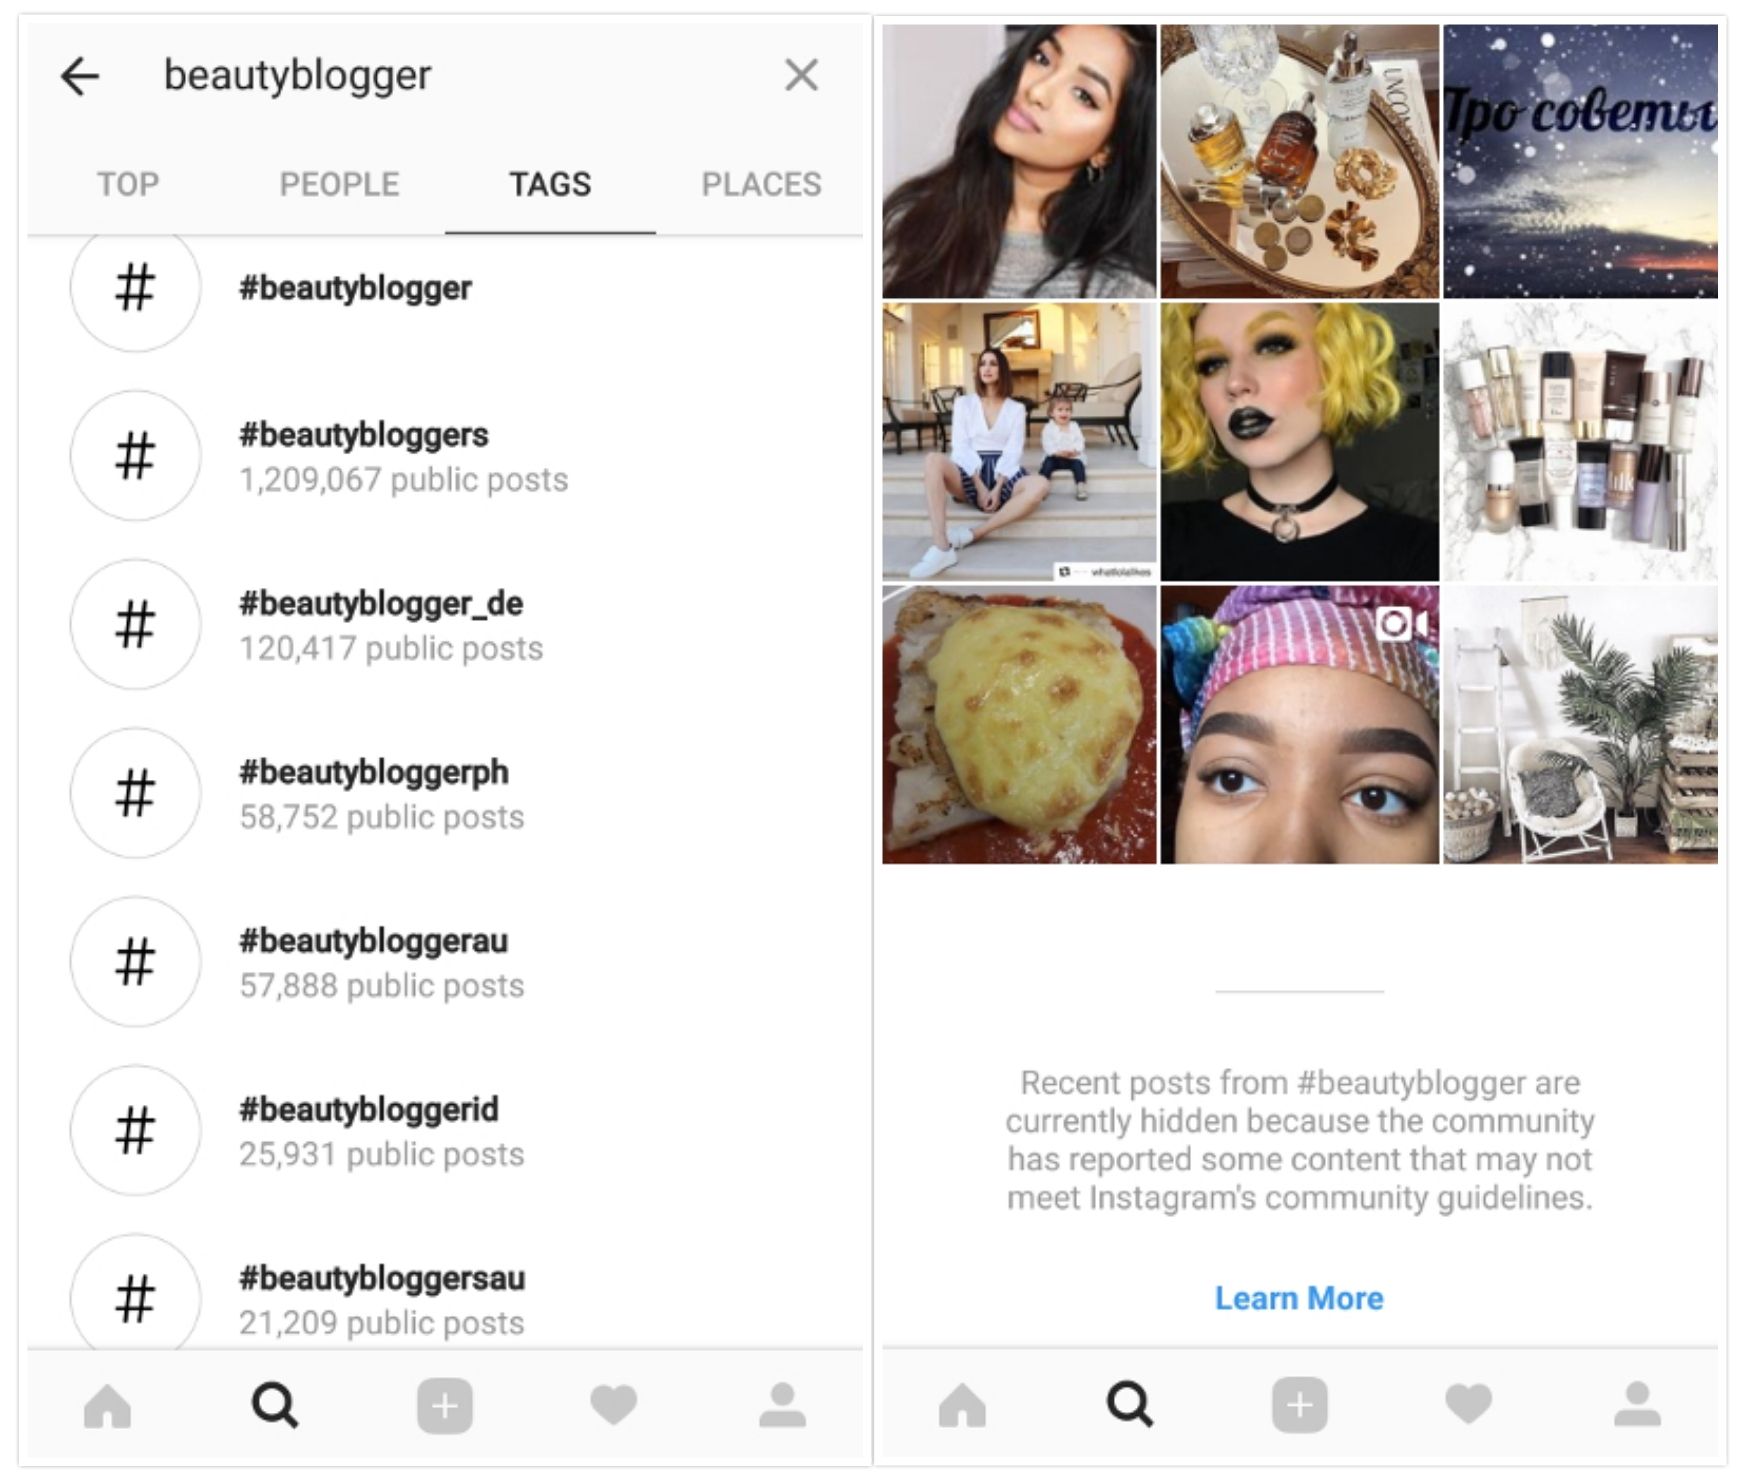 beautyblogger
TOP PEOPLE TAGS PLACES
#beautyblogger
#beautybloggers
1,209,067 public posts
#beautyblogger_de
120,417 public posts
#beautybloggerph
58,752 public posts
#beautybloggerau
57,888 public posts
#beautybloggerid
25,931 public posts
#beautybloggersau
21,209 public posts
UNCOM
Про советы
whatlolalikes
Recent posts from #beautyblogger are
currently hidden because the community
has reported some content that may not
meet Instagram's community guidelines.
Learn More